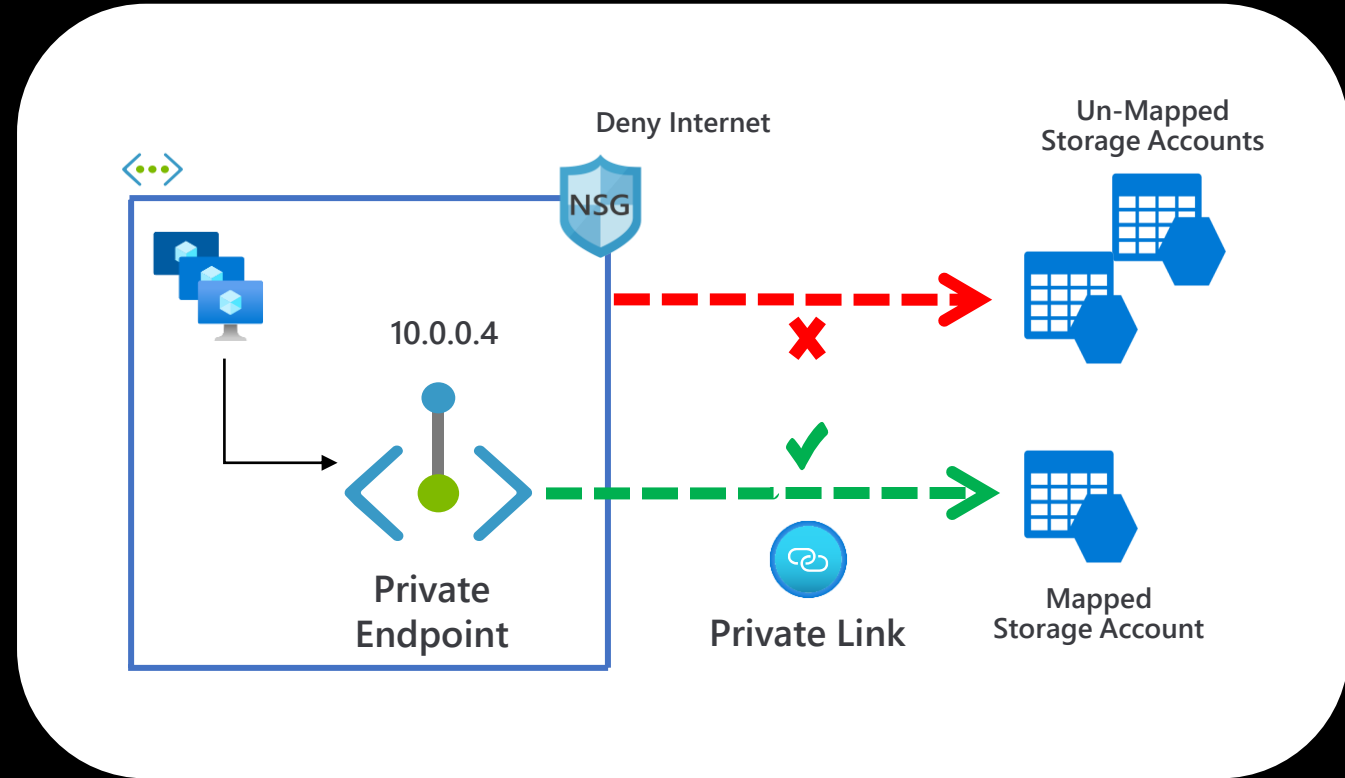 Deny Internet
Un-Mapped
Storage Accounts
NSG
10.0.0.4
Private
Endpoint
Private Link
Mapped
Storage Account